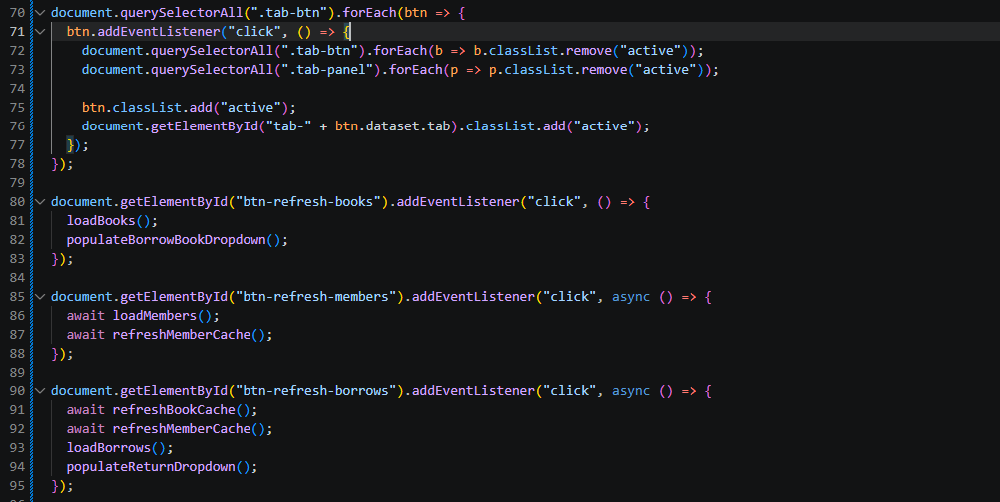 70 document.querySelectorAll(".tab-btn").forEach(btn => {
71   btn.addEventListener("click", () => {
72     document.querySelectorAll(".tab-btn").forEach(b => b.classList.remove("active"));
73     document.querySelectorAll(".tab-panel").forEach(p => p.classList.remove("active"));
74
75     btn.classList.add("active");
76     document.getElementById("tab-" + btn.dataset.tab).classList.add("active");
77   });
78 });
79
80 document.getElementById("btn-refresh-books").addEventListener("click", () => {
81   loadBooks();
82   populateBorrowBookDropdown();
83 });
84
85 document.getElementById("btn-refresh-members").addEventListener("click", async () => {
86   await loadMembers();
87   await refreshMemberCache();
88 });
89
90 document.getElementById("btn-refresh-borrows").addEventListener("click", async () => {
91   await refreshBookCache();
92   await refreshMemberCache();
93   loadBorrows();
94   populateReturnDropdown();
95 });